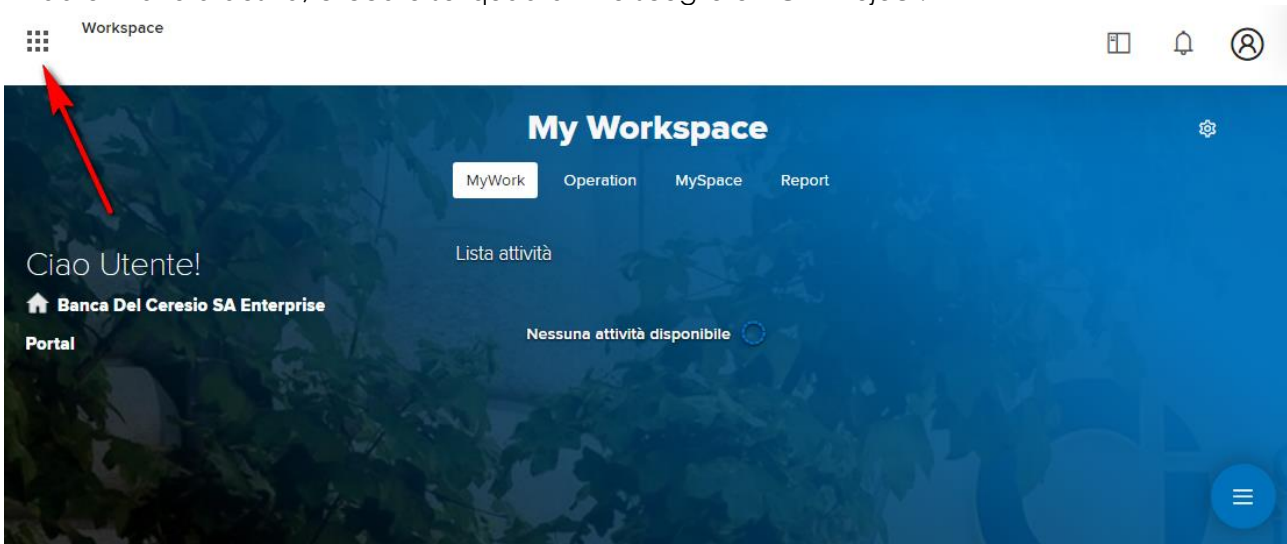 Workspace
My Workspace
MyWork Operation MySpace Report
Lista attività
Ciao Utente!
Banca Del Ceresio SA Enterprise
Portal
Nessuna attività disponibile